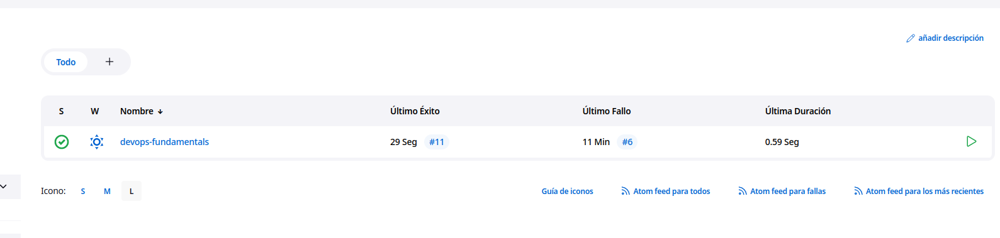 añadir descripción
Todo +
S W Nombre ↓ Último Éxito Último Fallo Última Duración
devops-fundamentals 29 Seg #11 11 Min #6 0.59 Seg
Icono: S M L Guía de iconos Atom feed para todos Atom feed para fallas Atom feed para los más recientes